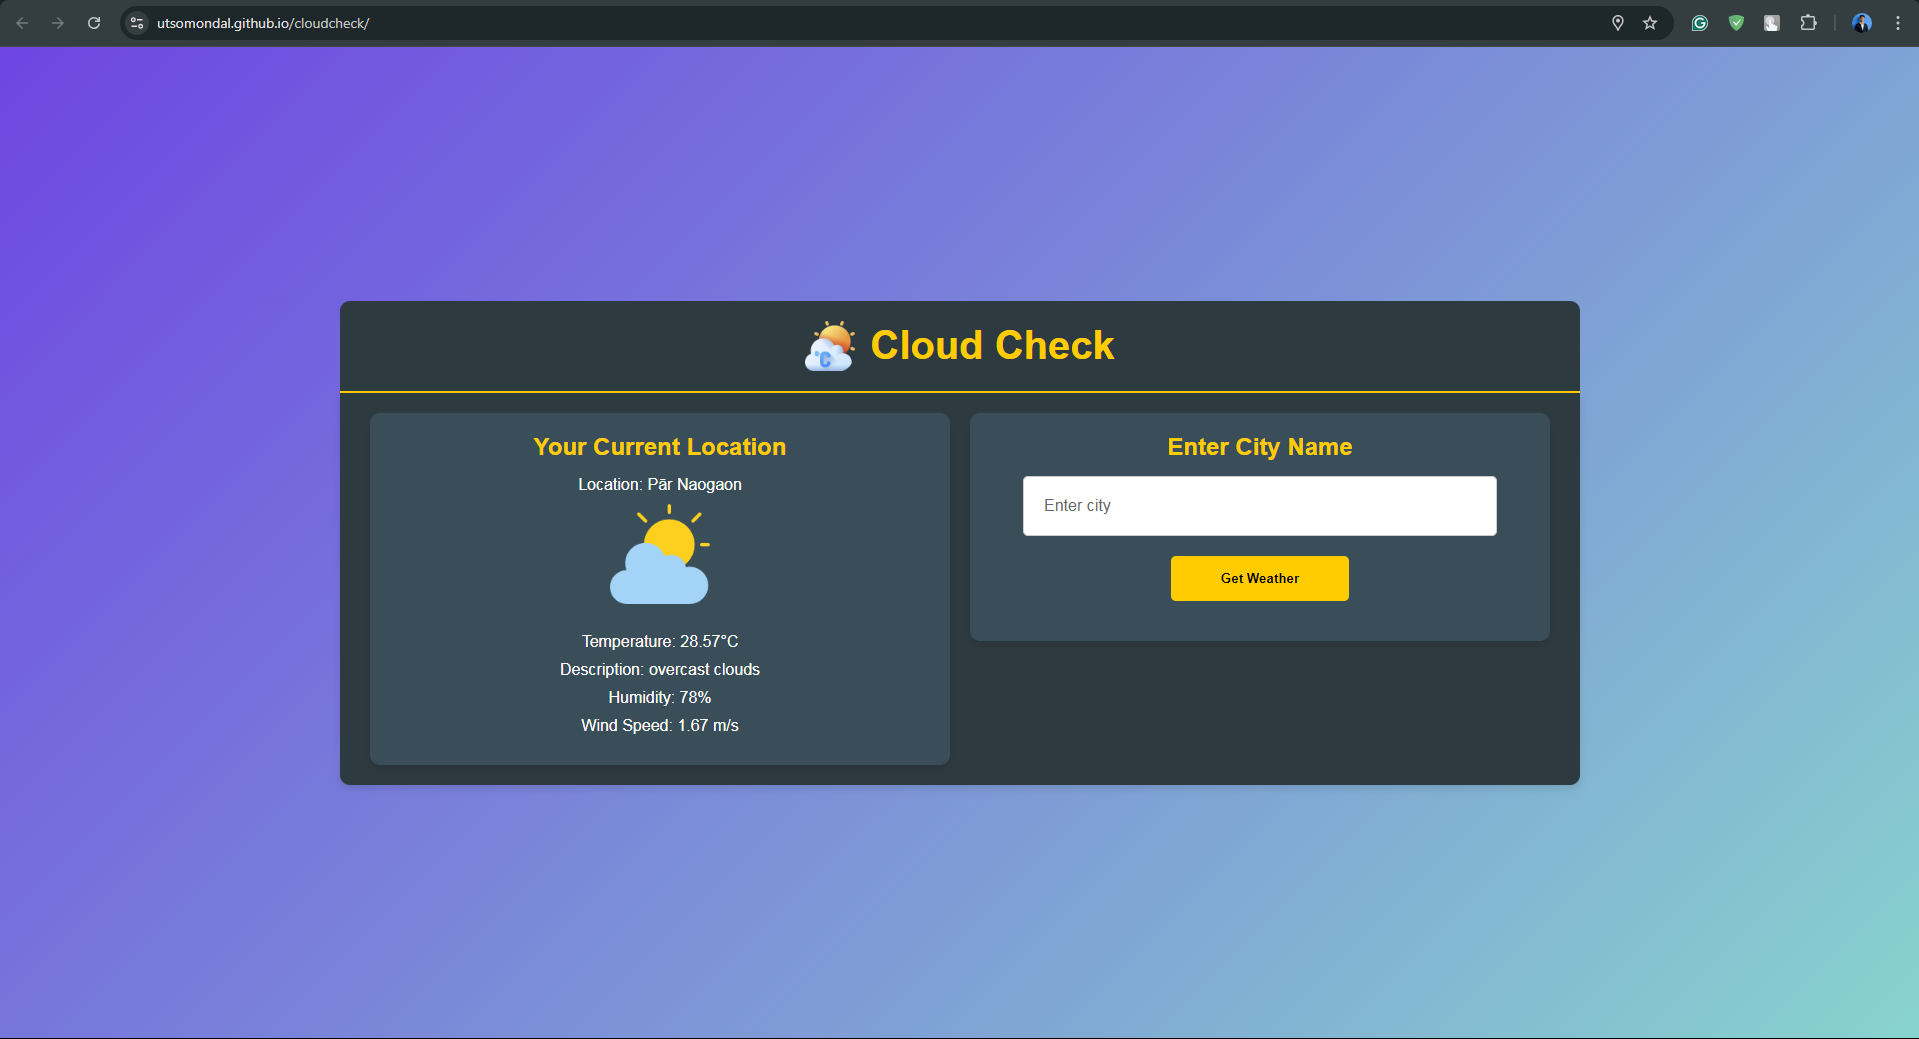 utsomondal.github.io/cloudcheck/
°C
Cloud Check
Your Current Location
Location: Pār Naogaon
Temperature: 28.57°C
Description: overcast clouds
Humidity: 78%
Wind Speed: 1.67 m/s
Enter City Name
Enter city
Get Weather